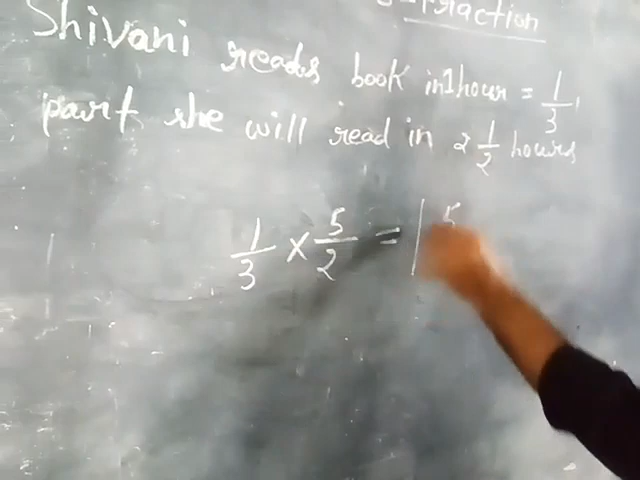 fraction
Shivani reads book in 1 hour = 1/3,
part she will read in 2 1/2 hours
1/3 × 5/2 = | 5